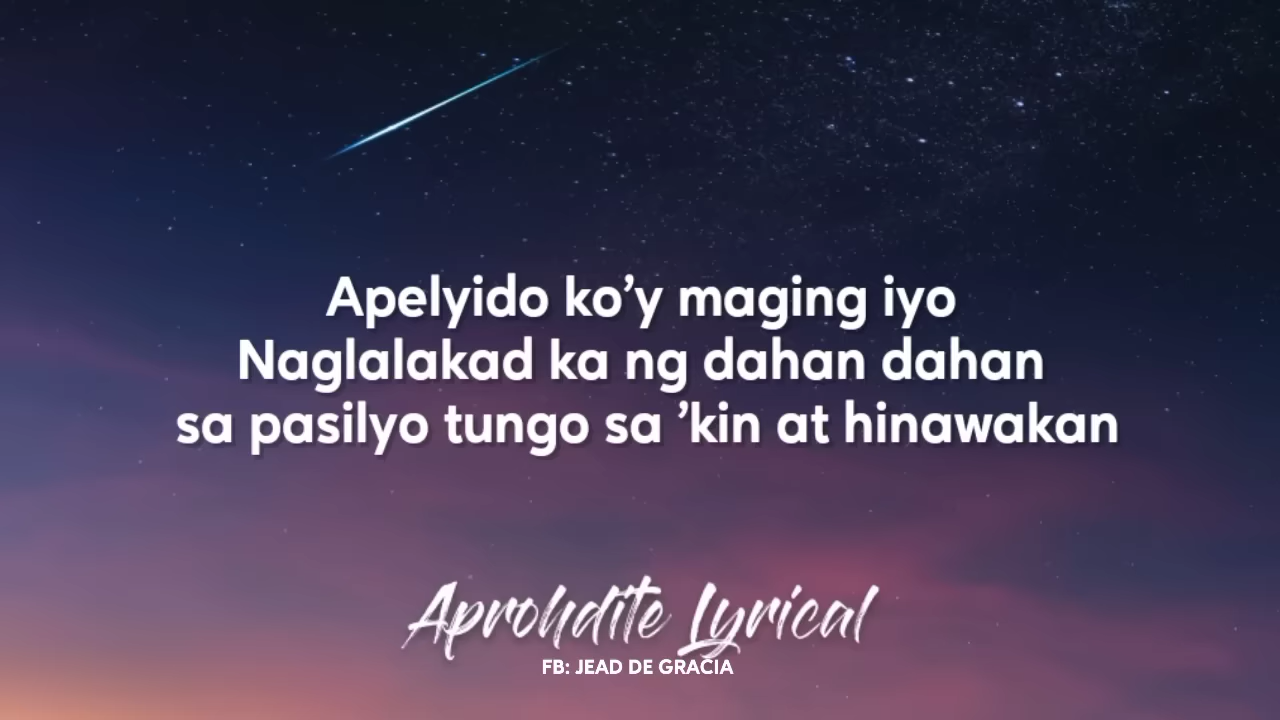 Apelyido ko’y maging iyo
Naglalakad ka ng dahan dahan
sa pasilyo tungo sa ’kin at hinawakan
Aprohdite Lyrical
FB: JEAD DE GRACIA